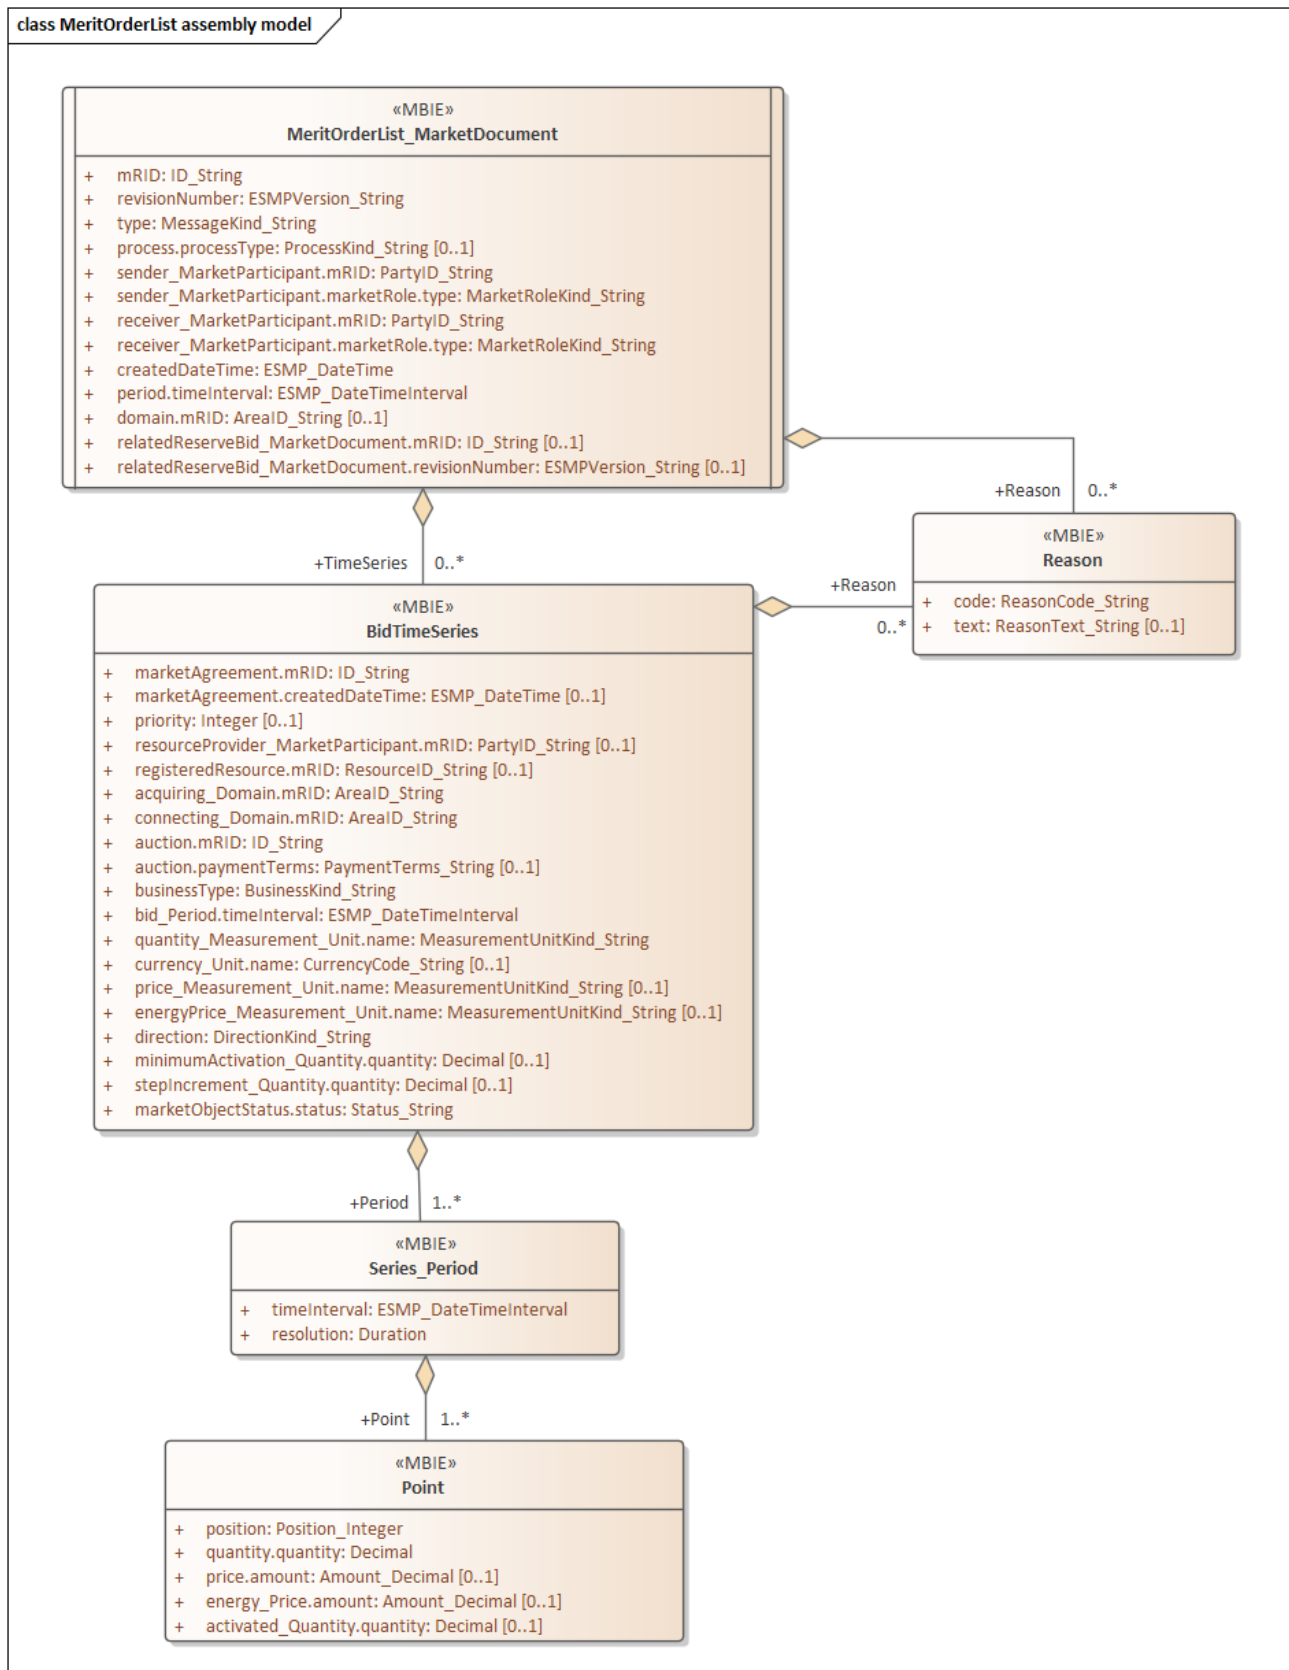 class MeritOrderList assembly model
«MBIE»
MeritOrderList_MarketDocument
+ mRID: ID_String
+ revisionNumber: ESMPVersion_String
+ type: MessageKind_String
+ process.processType: ProcessKind_String [0..1]
+ sender_MarketParticipant.mRID: PartyID_String
+ sender_MarketParticipant.marketRole.type: MarketRoleKind_String
+ receiver_MarketParticipant.mRID: PartyID_String
+ receiver_MarketParticipant.marketRole.type: MarketRoleKind_String
+ createdDateTime: ESMP_DateTime
+ period.timeInterval: ESMP_DateTimeInterval
+ domain.mRID: AreaID_String [0..1]
+ relatedReserveBid_MarketDocument.mRID: ID_String [0..1]
+ relatedReserveBid_MarketDocument.revisionNumber: ESMPVersion_String [0..1]
+Reason 0..*
«MBIE»
Reason
+ code: ReasonCode_String
+ text: ReasonText_String [0..1]
+TimeSeries 0..*
+Reason
0..*
«MBIE»
BidTimeSeries
+ marketAgreement.mRID: ID_String
+ marketAgreement.createdDateTime: ESMP_DateTime [0..1]
+ priority: Integer [0..1]
+ resourceProvider_MarketParticipant.mRID: PartyID_String [0..1]
+ registeredResource.mRID: ResourceID_String [0..1]
+ acquiring_Domain.mRID: AreaID_String
+ connecting_Domain.mRID: AreaID_String
+ auction.mRID: ID_String
+ auction.paymentTerms: PaymentTerms_String [0..1]
+ businessType: BusinessKind_String
+ bid_Period.timeInterval: ESMP_DateTimeInterval
+ quantity_Measurement_Unit.name: MeasurementUnitKind_String
+ currency_Unit.name: CurrencyCode_String [0..1]
+ price_Measurement_Unit.name: MeasurementUnitKind_String [0..1]
+ energyPrice_Measurement_Unit.name: MeasurementUnitKind_String [0..1]
+ direction: DirectionKind_String
+ minimumActivation_Quantity.quantity: Decimal [0..1]
+ stepIncrement_Quantity.quantity: Decimal [0..1]
+ marketObjectStatus.status: Status_String
+Period 1..*
«MBIE»
Series_Period
+ timeInterval: ESMP_DateTimeInterval
+ resolution: Duration
+Point 1..*
«MBIE»
Point
+ position: Position_Integer
+ quantity.quantity: Decimal
+ price.amount: Amount_Decimal [0..1]
+ energy_Price.amount: Amount_Decimal [0..1]
+ activated_Quantity.quantity: Decimal [0..1]